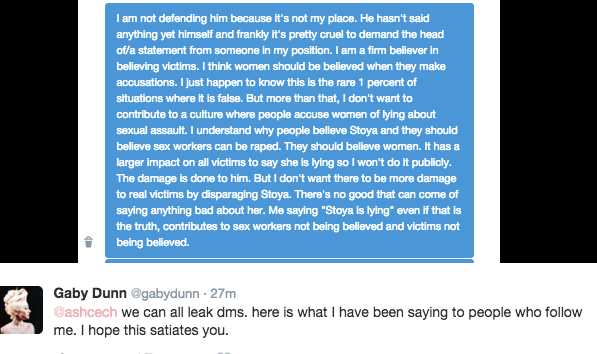 I am not defending him because it's not my place. He hasn't said
anything yet himself and frankly it's pretty cruel to demand the head
of/a statement from someone in my position. I am a firm believer in
believing victims. I think women should be believed when they make
accusations. I just happen to know this is the rare 1 percent of
situations where it is false. But more than that, I don't want to
contribute to a culture where people accuse women of lying about
sexual assault. I understand why people believe Stoya and they should
believe sex workers can be raped. They should believe women. It has a
larger impact on all victims to say she is lying so I won't do it publicly.
The damage is done to him. But I don't want there to be more damage
to real victims by disparaging Stoya. There's no good that can come of
saying anything bad about her. Me saying "Stoya is lying" even if that is
the truth, contributes to sex workers not being believed and victims not
being believed.
Gaby Dunn @gabydunn · 27m
@ashcech we can all leak dms. here is what I have been saying to people who follow
me. I hope this satiates you.